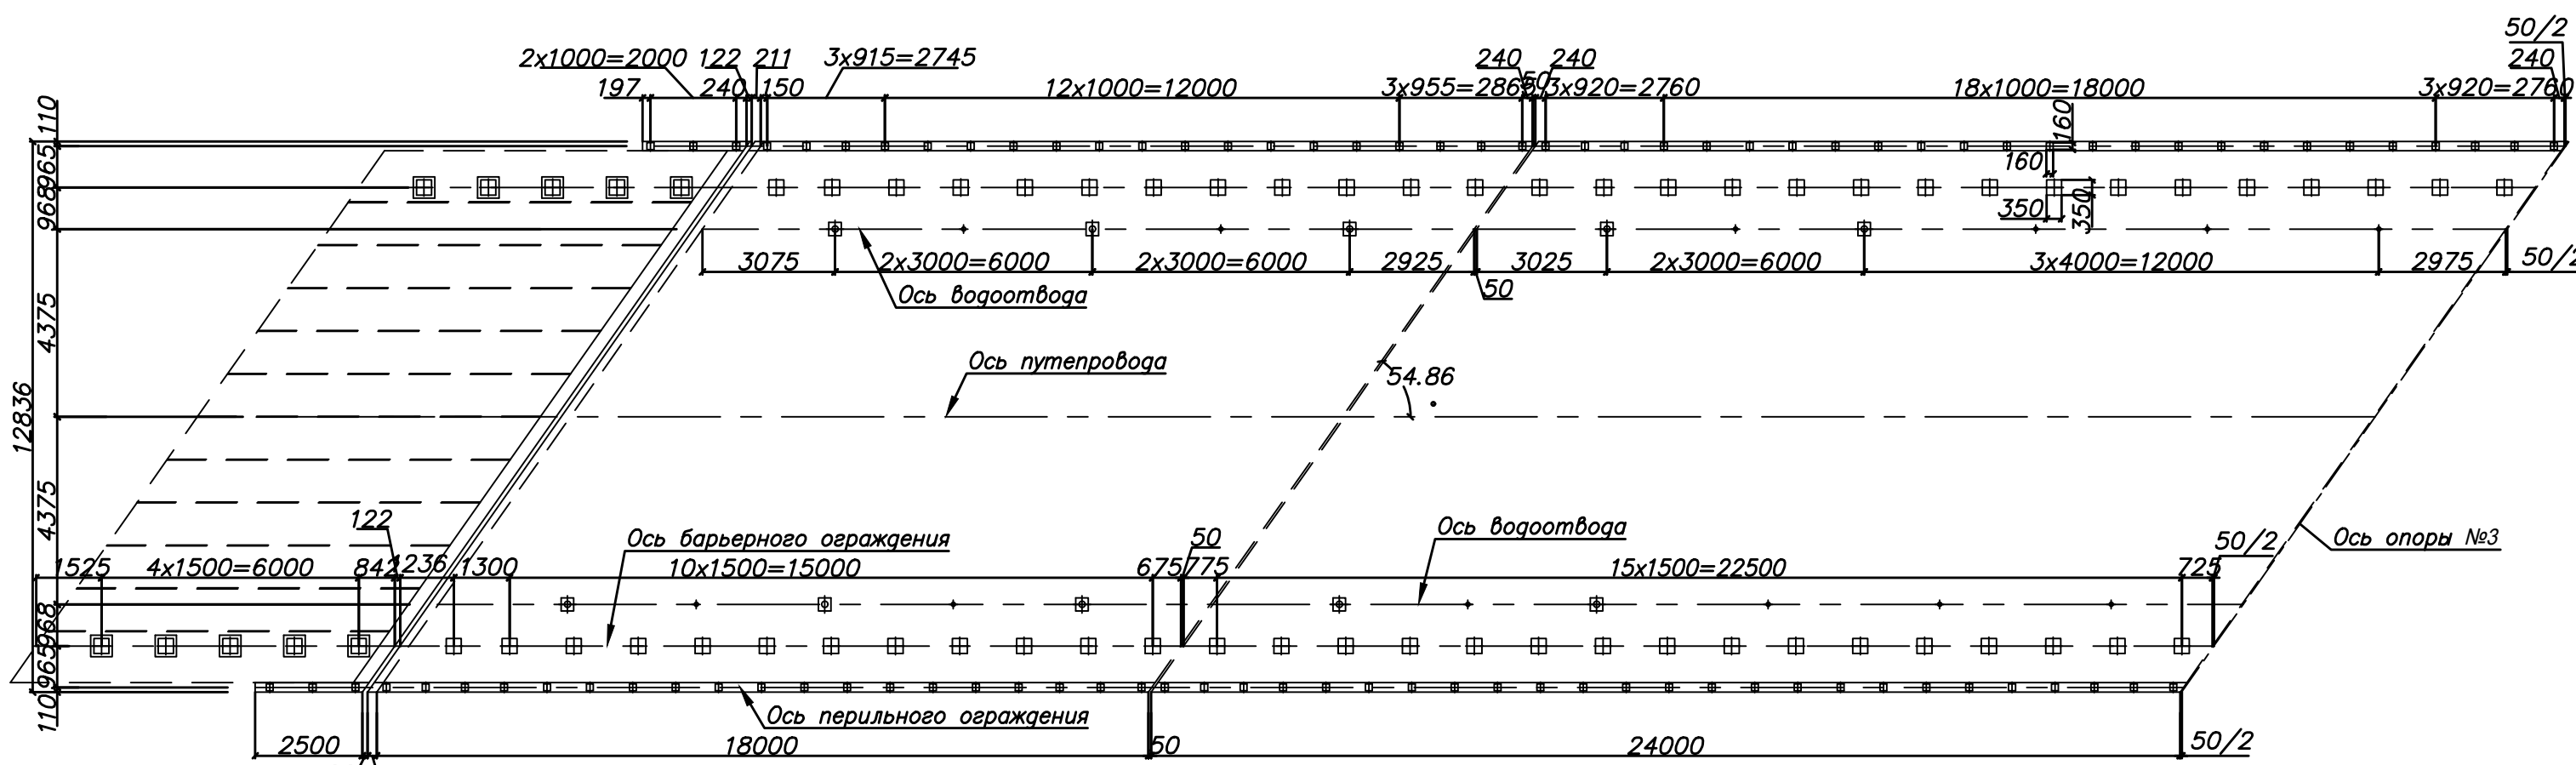 50/2
2x1000=2000 122 211 3x915=2745 240 240 240
197 240 150 12x1000=12000 3x955=2865 50 3x920=2760 18x1000=18000 3x920=2760
110
160
965
160
968
350 350
3075 2x3000=6000 2x3000=6000 2925 3025 2x3000=6000 3x4000=12000 2975 50/2
50
Ось водоотвода
4375
Ось путепровода
54.86
12836
4375
122
Ось барьерного ограждения
Ось водоотвода
50
50/2
Ось опоры №3
1525 4x1500=6000 842 1236 1300 10x1500=15000 675 775 15x1500=22500 725
968
965
110
Ось перильного ограждения
2500 18000 50 24000 50/2